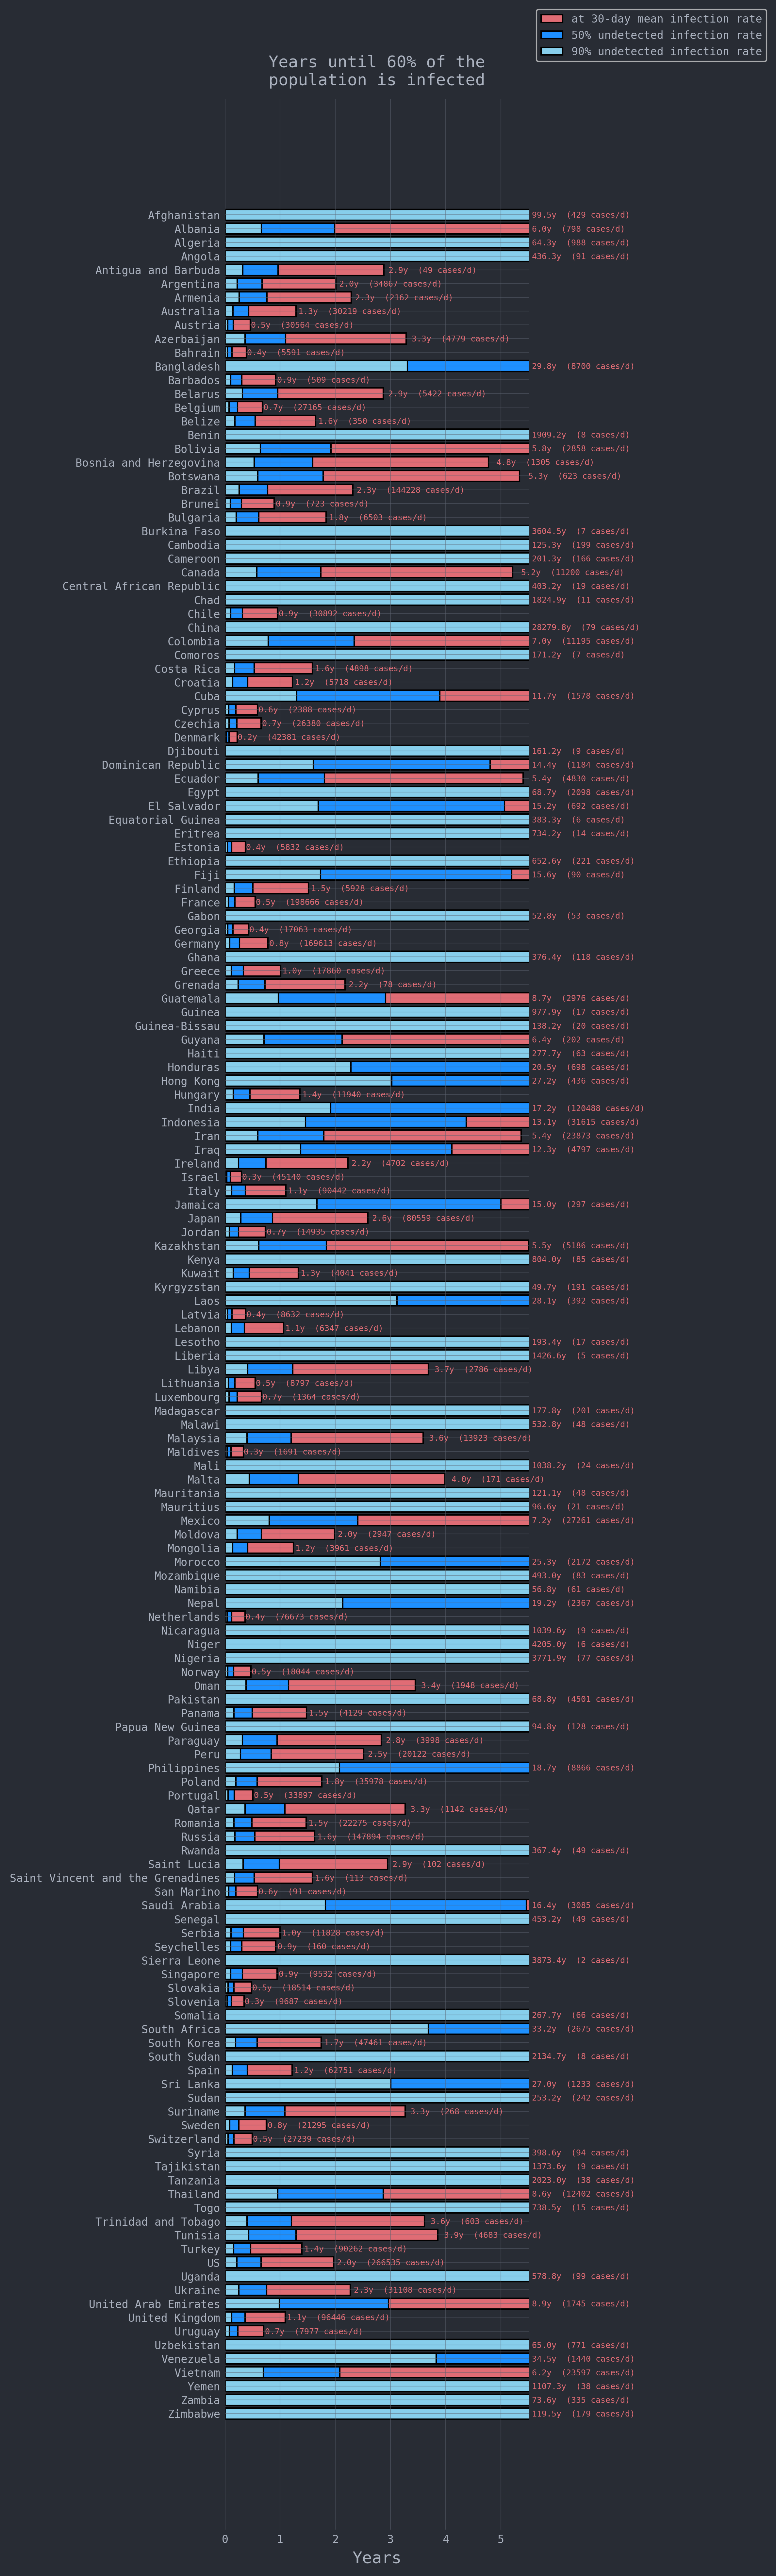 at 30-day mean infection rate
50% undetected infection rate
90% undetected infection rate
Years until 60% of the
population is infected
Afghanistan 99.5y (429 cases/d)
Albania 6.0y (798 cases/d)
Algeria 64.3y (988 cases/d)
Angola 436.3y (91 cases/d)
Antigua and Barbuda 2.9y (49 cases/d)
Argentina 2.0y (34867 cases/d)
Armenia 2.3y (2162 cases/d)
Australia 1.3y (30219 cases/d)
Austria 0.5y (30564 cases/d)
Azerbaijan 3.3y (4779 cases/d)
Bahrain 0.4y (5591 cases/d)
Bangladesh 29.8y (8700 cases/d)
Barbados 0.9y (509 cases/d)
Belarus 2.9y (5422 cases/d)
Belgium 0.7y (27165 cases/d)
Belize 1.6y (350 cases/d)
Benin 1909.2y (8 cases/d)
Bolivia 5.8y (2858 cases/d)
Bosnia and Herzegovina 4.8y (1305 cases/d)
Botswana 5.3y (623 cases/d)
Brazil 2.3y (144228 cases/d)
Brunei 0.9y (723 cases/d)
Bulgaria 1.8y (6503 cases/d)
Burkina Faso 3604.5y (7 cases/d)
Cambodia 125.3y (199 cases/d)
Cameroon 201.3y (166 cases/d)
Canada 5.2y (11200 cases/d)
Central African Republic 403.2y (19 cases/d)
Chad 1824.9y (11 cases/d)
Chile 0.9y (30892 cases/d)
China 28279.8y (79 cases/d)
Colombia 7.0y (11195 cases/d)
Comoros 171.2y (7 cases/d)
Costa Rica 1.6y (4898 cases/d)
Croatia 1.2y (5718 cases/d)
Cuba 11.7y (1578 cases/d)
Cyprus 0.6y (2388 cases/d)
Czechia 0.7y (26380 cases/d)
Denmark 0.2y (42381 cases/d)
Djibouti 161.2y (9 cases/d)
Dominican Republic 14.4y (1184 cases/d)
Ecuador 5.4y (4830 cases/d)
Egypt 68.7y (2098 cases/d)
El Salvador 15.2y (692 cases/d)
Equatorial Guinea 383.3y (6 cases/d)
Eritrea 734.2y (14 cases/d)
Estonia 0.4y (5832 cases/d)
Ethiopia 652.6y (221 cases/d)
Fiji 15.6y (90 cases/d)
Finland 1.5y (5928 cases/d)
France 0.5y (198666 cases/d)
Gabon 52.8y (53 cases/d)
Georgia 0.4y (17063 cases/d)
Germany 0.8y (169613 cases/d)
Ghana 376.4y (118 cases/d)
Greece 1.0y (17860 cases/d)
Grenada 2.2y (78 cases/d)
Guatemala 8.7y (2976 cases/d)
Guinea 977.9y (17 cases/d)
Guinea-Bissau 138.2y (20 cases/d)
Guyana 6.4y (202 cases/d)
Haiti 277.7y (63 cases/d)
Honduras 20.5y (698 cases/d)
Hong Kong 27.2y (436 cases/d)
Hungary 1.4y (11940 cases/d)
India 17.2y (120488 cases/d)
Indonesia 13.1y (31615 cases/d)
Iran 5.4y (23873 cases/d)
Iraq 12.3y (4797 cases/d)
Ireland 2.2y (4702 cases/d)
Israel 0.3y (45140 cases/d)
Italy 1.1y (90442 cases/d)
Jamaica 15.0y (297 cases/d)
Japan 2.6y (80559 cases/d)
Jordan 0.7y (14935 cases/d)
Kazakhstan 5.5y (5186 cases/d)
Kenya 804.0y (85 cases/d)
Kuwait 1.3y (4041 cases/d)
Kyrgyzstan 49.7y (191 cases/d)
Laos 28.1y (392 cases/d)
Latvia 0.4y (8632 cases/d)
Lebanon 1.1y (6347 cases/d)
Lesotho 193.4y (17 cases/d)
Liberia 1426.6y (5 cases/d)
Libya 3.7y (2786 cases/d)
Lithuania 0.5y (8797 cases/d)
Luxembourg 0.7y (1364 cases/d)
Madagascar 177.8y (201 cases/d)
Malawi 532.8y (48 cases/d)
Malaysia 3.6y (13923 cases/d)
Maldives 0.3y (1691 cases/d)
Mali 1038.2y (24 cases/d)
Malta 4.0y (171 cases/d)
Mauritania 121.1y (48 cases/d)
Mauritius 96.6y (21 cases/d)
Mexico 7.2y (27261 cases/d)
Moldova 2.0y (2947 cases/d)
Mongolia 1.2y (3961 cases/d)
Morocco 25.3y (2172 cases/d)
Mozambique 493.0y (83 cases/d)
Namibia 56.8y (61 cases/d)
Nepal 19.2y (2367 cases/d)
Netherlands 0.4y (76673 cases/d)
Nicaragua 1039.6y (9 cases/d)
Niger 4205.0y (6 cases/d)
Nigeria 3771.9y (77 cases/d)
Norway 0.5y (18044 cases/d)
Oman 3.4y (1948 cases/d)
Pakistan 68.8y (4501 cases/d)
Panama 1.5y (4129 cases/d)
Papua New Guinea 94.8y (128 cases/d)
Paraguay 2.8y (3998 cases/d)
Peru 2.5y (20122 cases/d)
Philippines 18.7y (8866 cases/d)
Poland 1.8y (35978 cases/d)
Portugal 0.5y (33897 cases/d)
Qatar 3.3y (1142 cases/d)
Romania 1.5y (22275 cases/d)
Russia 1.6y (147894 cases/d)
Rwanda 367.4y (49 cases/d)
Saint Lucia 2.9y (102 cases/d)
Saint Vincent and the Grenadines 1.6y (113 cases/d)
San Marino 0.6y (91 cases/d)
Saudi Arabia 16.4y (3085 cases/d)
Senegal 453.2y (49 cases/d)
Serbia 1.0y (11828 cases/d)
Seychelles 0.9y (160 cases/d)
Sierra Leone 3873.4y (2 cases/d)
Singapore 0.9y (9532 cases/d)
Slovakia 0.5y (18514 cases/d)
Slovenia 0.3y (9687 cases/d)
Somalia 267.7y (66 cases/d)
South Africa 33.2y (2675 cases/d)
South Korea 1.7y (47461 cases/d)
South Sudan 2134.7y (8 cases/d)
Spain 1.2y (62751 cases/d)
Sri Lanka 27.0y (1233 cases/d)
Sudan 253.2y (242 cases/d)
Suriname 3.3y (268 cases/d)
Sweden 0.8y (21295 cases/d)
Switzerland 0.5y (27239 cases/d)
Syria 398.6y (94 cases/d)
Tajikistan 1373.6y (9 cases/d)
Tanzania 2023.0y (38 cases/d)
Thailand 8.6y (12402 cases/d)
Togo 738.5y (15 cases/d)
Trinidad and Tobago 3.6y (603 cases/d)
Tunisia 3.9y (4683 cases/d)
Turkey 1.4y (90262 cases/d)
US 2.0y (266535 cases/d)
Uganda 578.8y (99 cases/d)
Ukraine 2.3y (31108 cases/d)
United Arab Emirates 8.9y (1745 cases/d)
United Kingdom 1.1y (96446 cases/d)
Uruguay 0.7y (7977 cases/d)
Uzbekistan 65.0y (771 cases/d)
Venezuela 34.5y (1440 cases/d)
Vietnam 6.2y (23597 cases/d)
Yemen 1107.3y (38 cases/d)
Zambia 73.6y (335 cases/d)
Zimbabwe 119.5y (179 cases/d)
0 1 2 3 4 5
Years